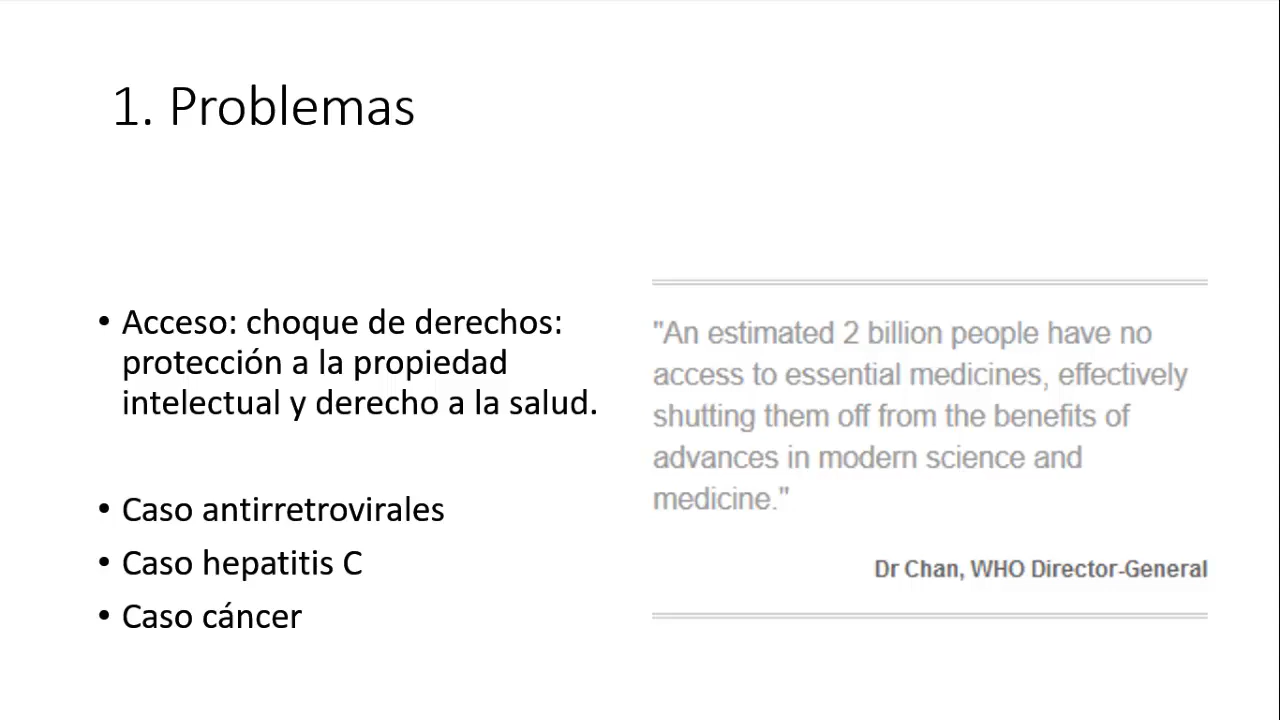 1. Problemas
• Acceso: choque de derechos:
protección a la propiedad
intelectual y derecho a la salud.
• Caso antirretrovirales
• Caso hepatitis C
• Caso cáncer
"An estimated 2 billion people have no
access to essential medicines, effectively
shutting them off from the benefits of
advances in modern science and
medicine."
Dr Chan, WHO Director-General